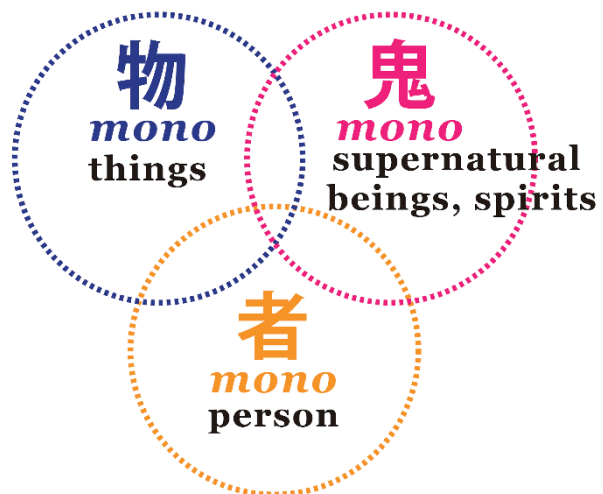 物
mono
things
鬼
mono
supernatural
beings, spirits
者
mono
person